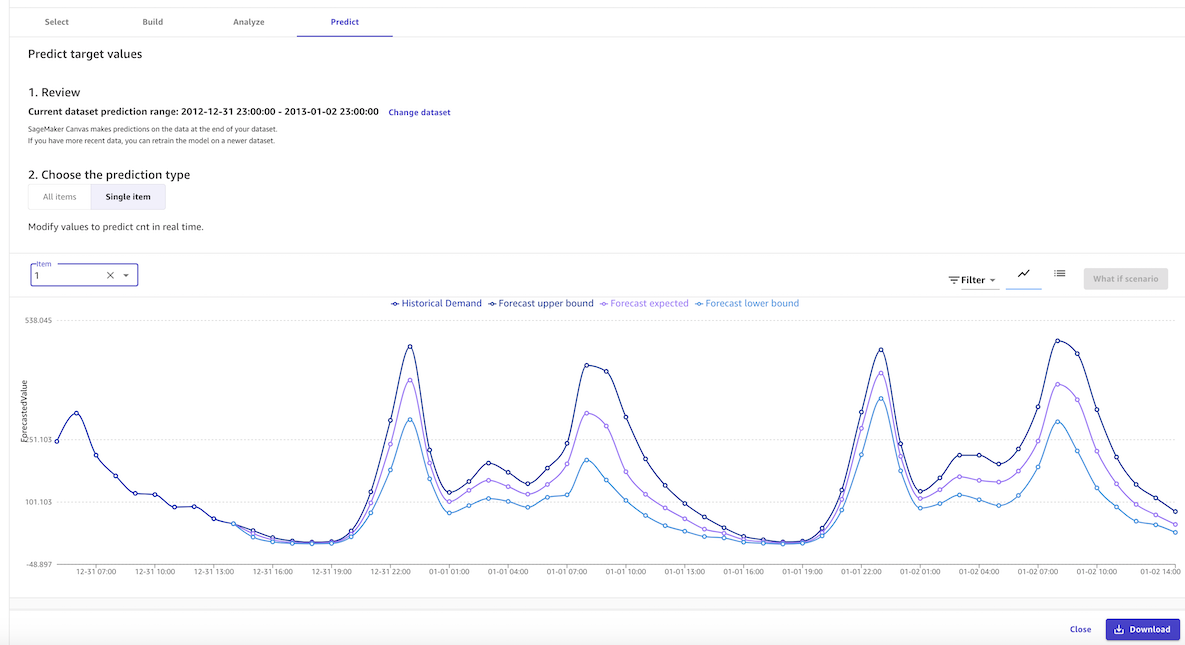 Select Build Analyze Predict
Predict target values
1. Review
Current dataset prediction range: 2012-12-31 23:00:00 - 2013-01-02 23:00:00 Change dataset
SageMaker Canvas makes predictions on the data at the end of your dataset.
If you have more recent data, you can retrain the model on a newer dataset.
2. Choose the prediction type
All items Single item
Modify values to predict cnt in real time.
Item
1
Filter What if scenario
Historical Demand Forecast upper bound Forecast expected Forecast lower bound
538.045
ForecastedValue
251.105
101.103
-48.897
12-31 07:00 12-31 10:00 12-31 13:00 12-31 16:00 12-31 19:00 12-31 22:00 01-01 01:00 01-01 04:00 01-01 07:00 01-01 10:00 01-01 13:00 01-01 16:00 01-01 19:00 01-01 22:00 01-02 01:00 01-02 04:00 01-02 07:00 01-02 10:00 01-02 14:00
Close Download